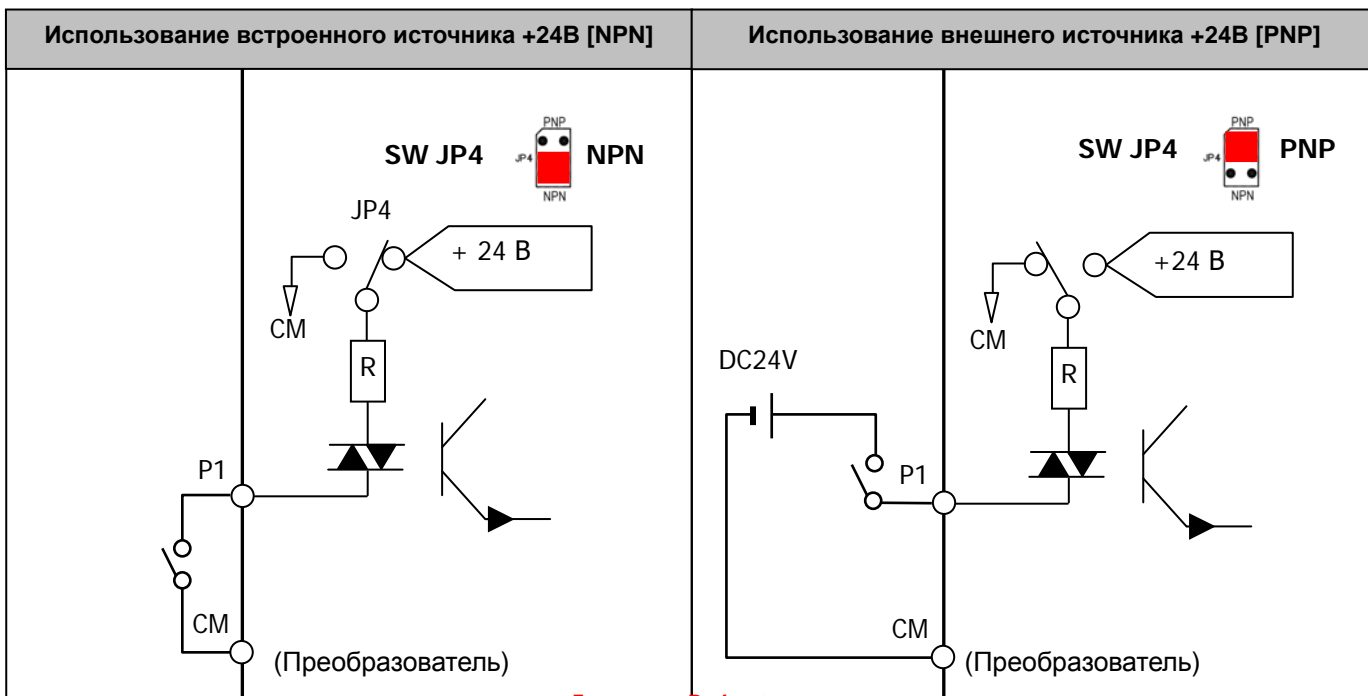 Использование встроенного источника +24В [NPN]
Использование внешнего источника +24В [PNP]
PNP
SW JP4
JP4
NPN
NPN
JP4
+ 24 В
CM
R
P1
CM
(Преобразователь)
PNP
SW JP4
JP4
PNP
NPN
+24 В
CM
R
DC24V
P1
CM
(Преобразователь)